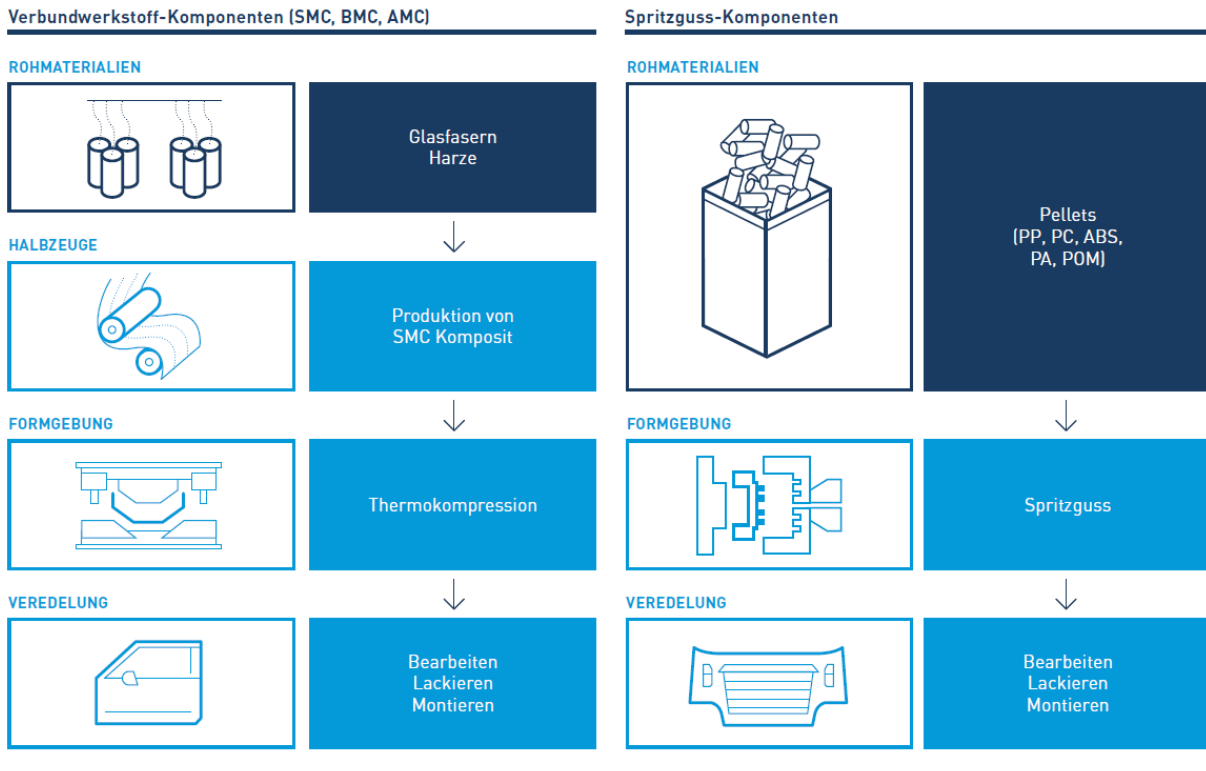 Verbundwerkstoff-Komponenten (SMC, BMC, AMC)
ROHMATERIALIEN
Glasfasern
Harze
HALBZEUGE
Produktion von
SMC Komposit
FORMGEBUNG
Thermokompression
VEREDELUNG
Bearbeiten
Lackieren
Montieren
Spritzguss-Komponenten
ROHMATERIALIEN
Pellets
(PP, PC, ABS,
PA, POM)
FORMGEBUNG
Spritzguss
VEREDELUNG
Bearbeiten
Lackieren
Montieren